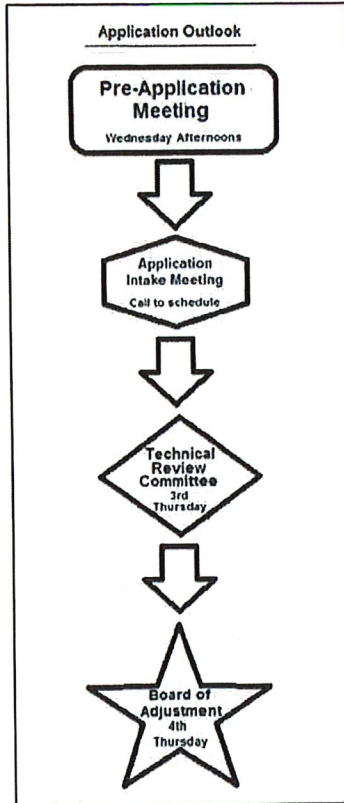 Application Outlook
Pre-Application
Meeting
Wednesday Afternoons
Application
Intake Meeting
Call to schedule
Technical
Review
Committee
3rd
Thursday
Board of
Adjustment
4th
Thursday